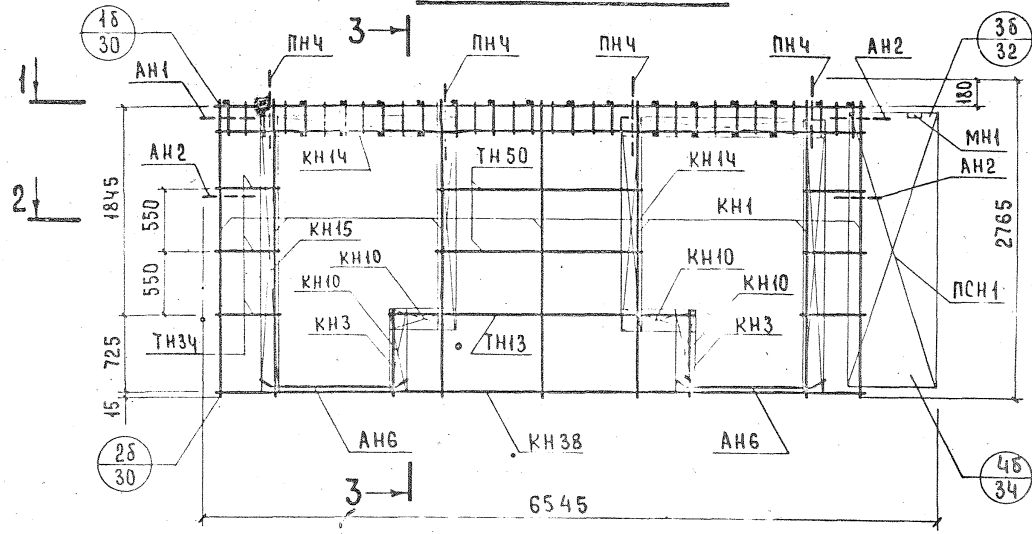 1б
30
3
ПН4
ПН4
ПН4
ПН4
АН2
3б
32
1
АН1
180
МН1
АН2
КН14
ТН50
КН14
АН2
2
1845
550
КН15
КН1
2765
КН10
КН10
КН10
КН10
ПСН1
550
КН3
КН3
ТН34
ТН13
725
15
АН6
КН38
АН6
2б
30
4б
34
3
6545